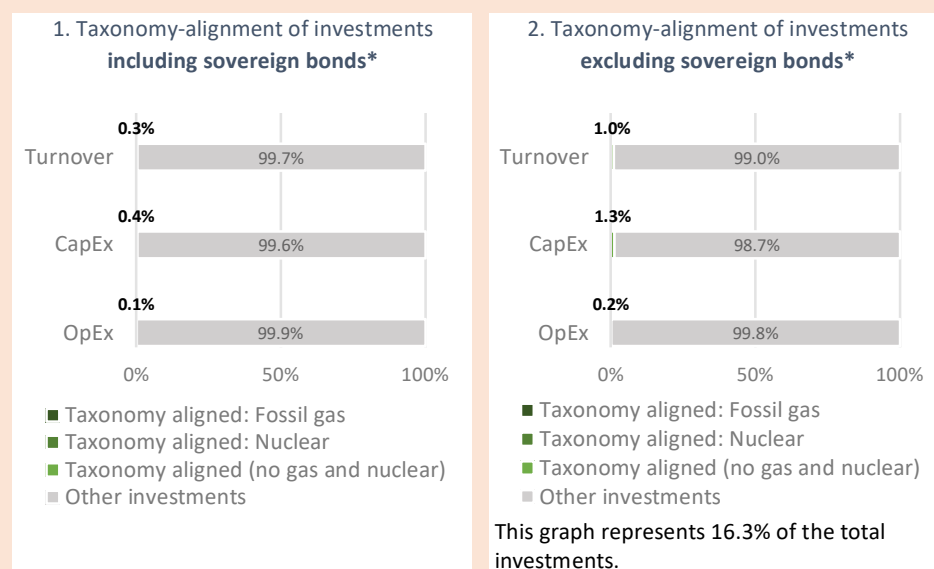 1. Taxonomy-alignment of investments
including sovereign bonds*
0.3%
Turnover
99.7%
0.4%
CapEx
99.6%
0.1%
OpEx
99.9%
0%
50%
100%
Taxonomy aligned: Fossil gas
Taxonomy aligned: Nuclear
Taxonomy aligned (no gas and nuclear)
Other investments
2. Taxonomy-alignment of investments
excluding sovereign bonds*
1.0%
Turnover
99.0%
1.3%
CapEx
98.7%
0.2%
OpEx
99.8%
0%
50%
100%
Taxonomy aligned: Fossil gas
Taxonomy aligned: Nuclear
Taxonomy aligned (no gas and nuclear)
Other investments
This graph represents 16.3% of the total
investments.